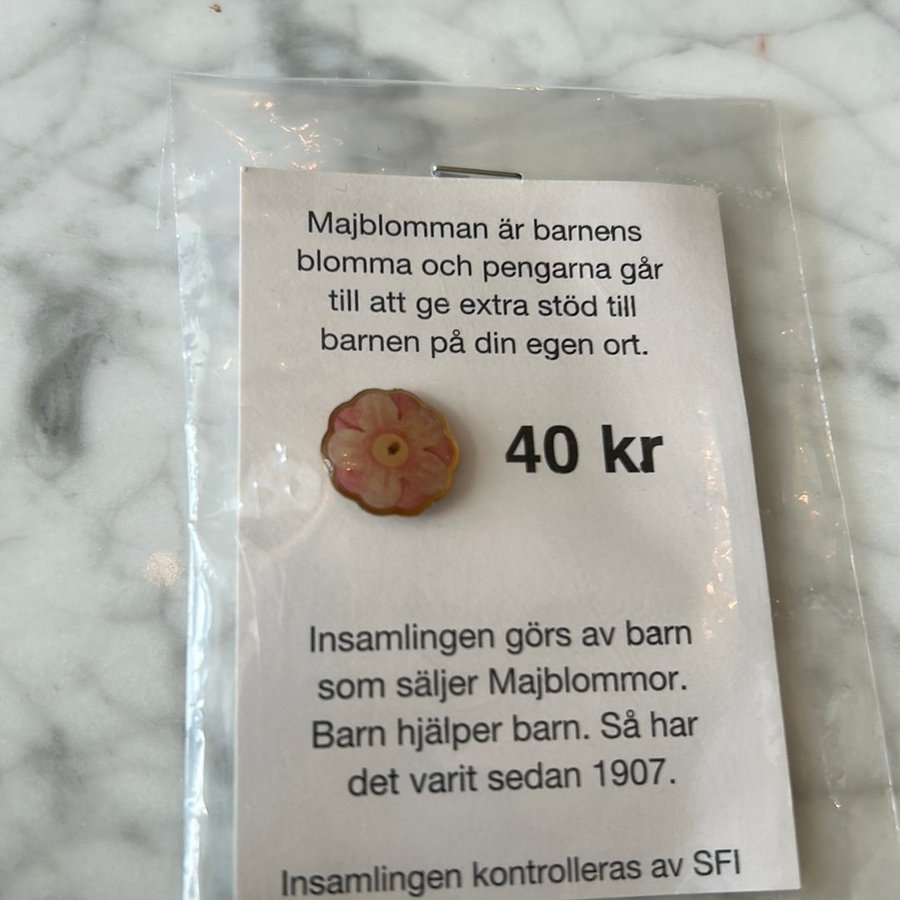 Majblomman är barnens
blomma och pengarna går
till att ge extra stöd till
barnen på din egen ort.
40 kr
Insamlingen görs av barn
som säljer Majblommor.
Barn hjälper barn. Så har
det varit sedan 1907.
Insamlingen kontrolleras av SFI